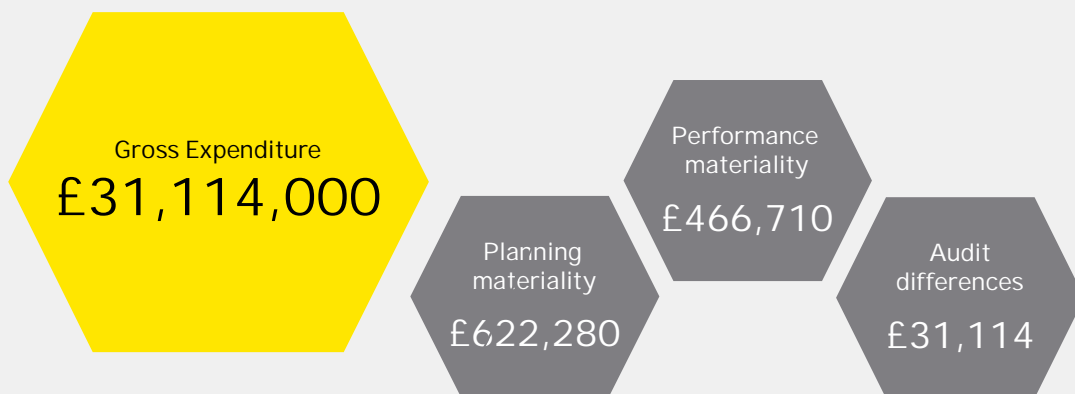 Gross Expenditure
£31,114,000
Planning
materiality
£622,280
Performance
materiality
£466,710
Audit
differences
£31,114